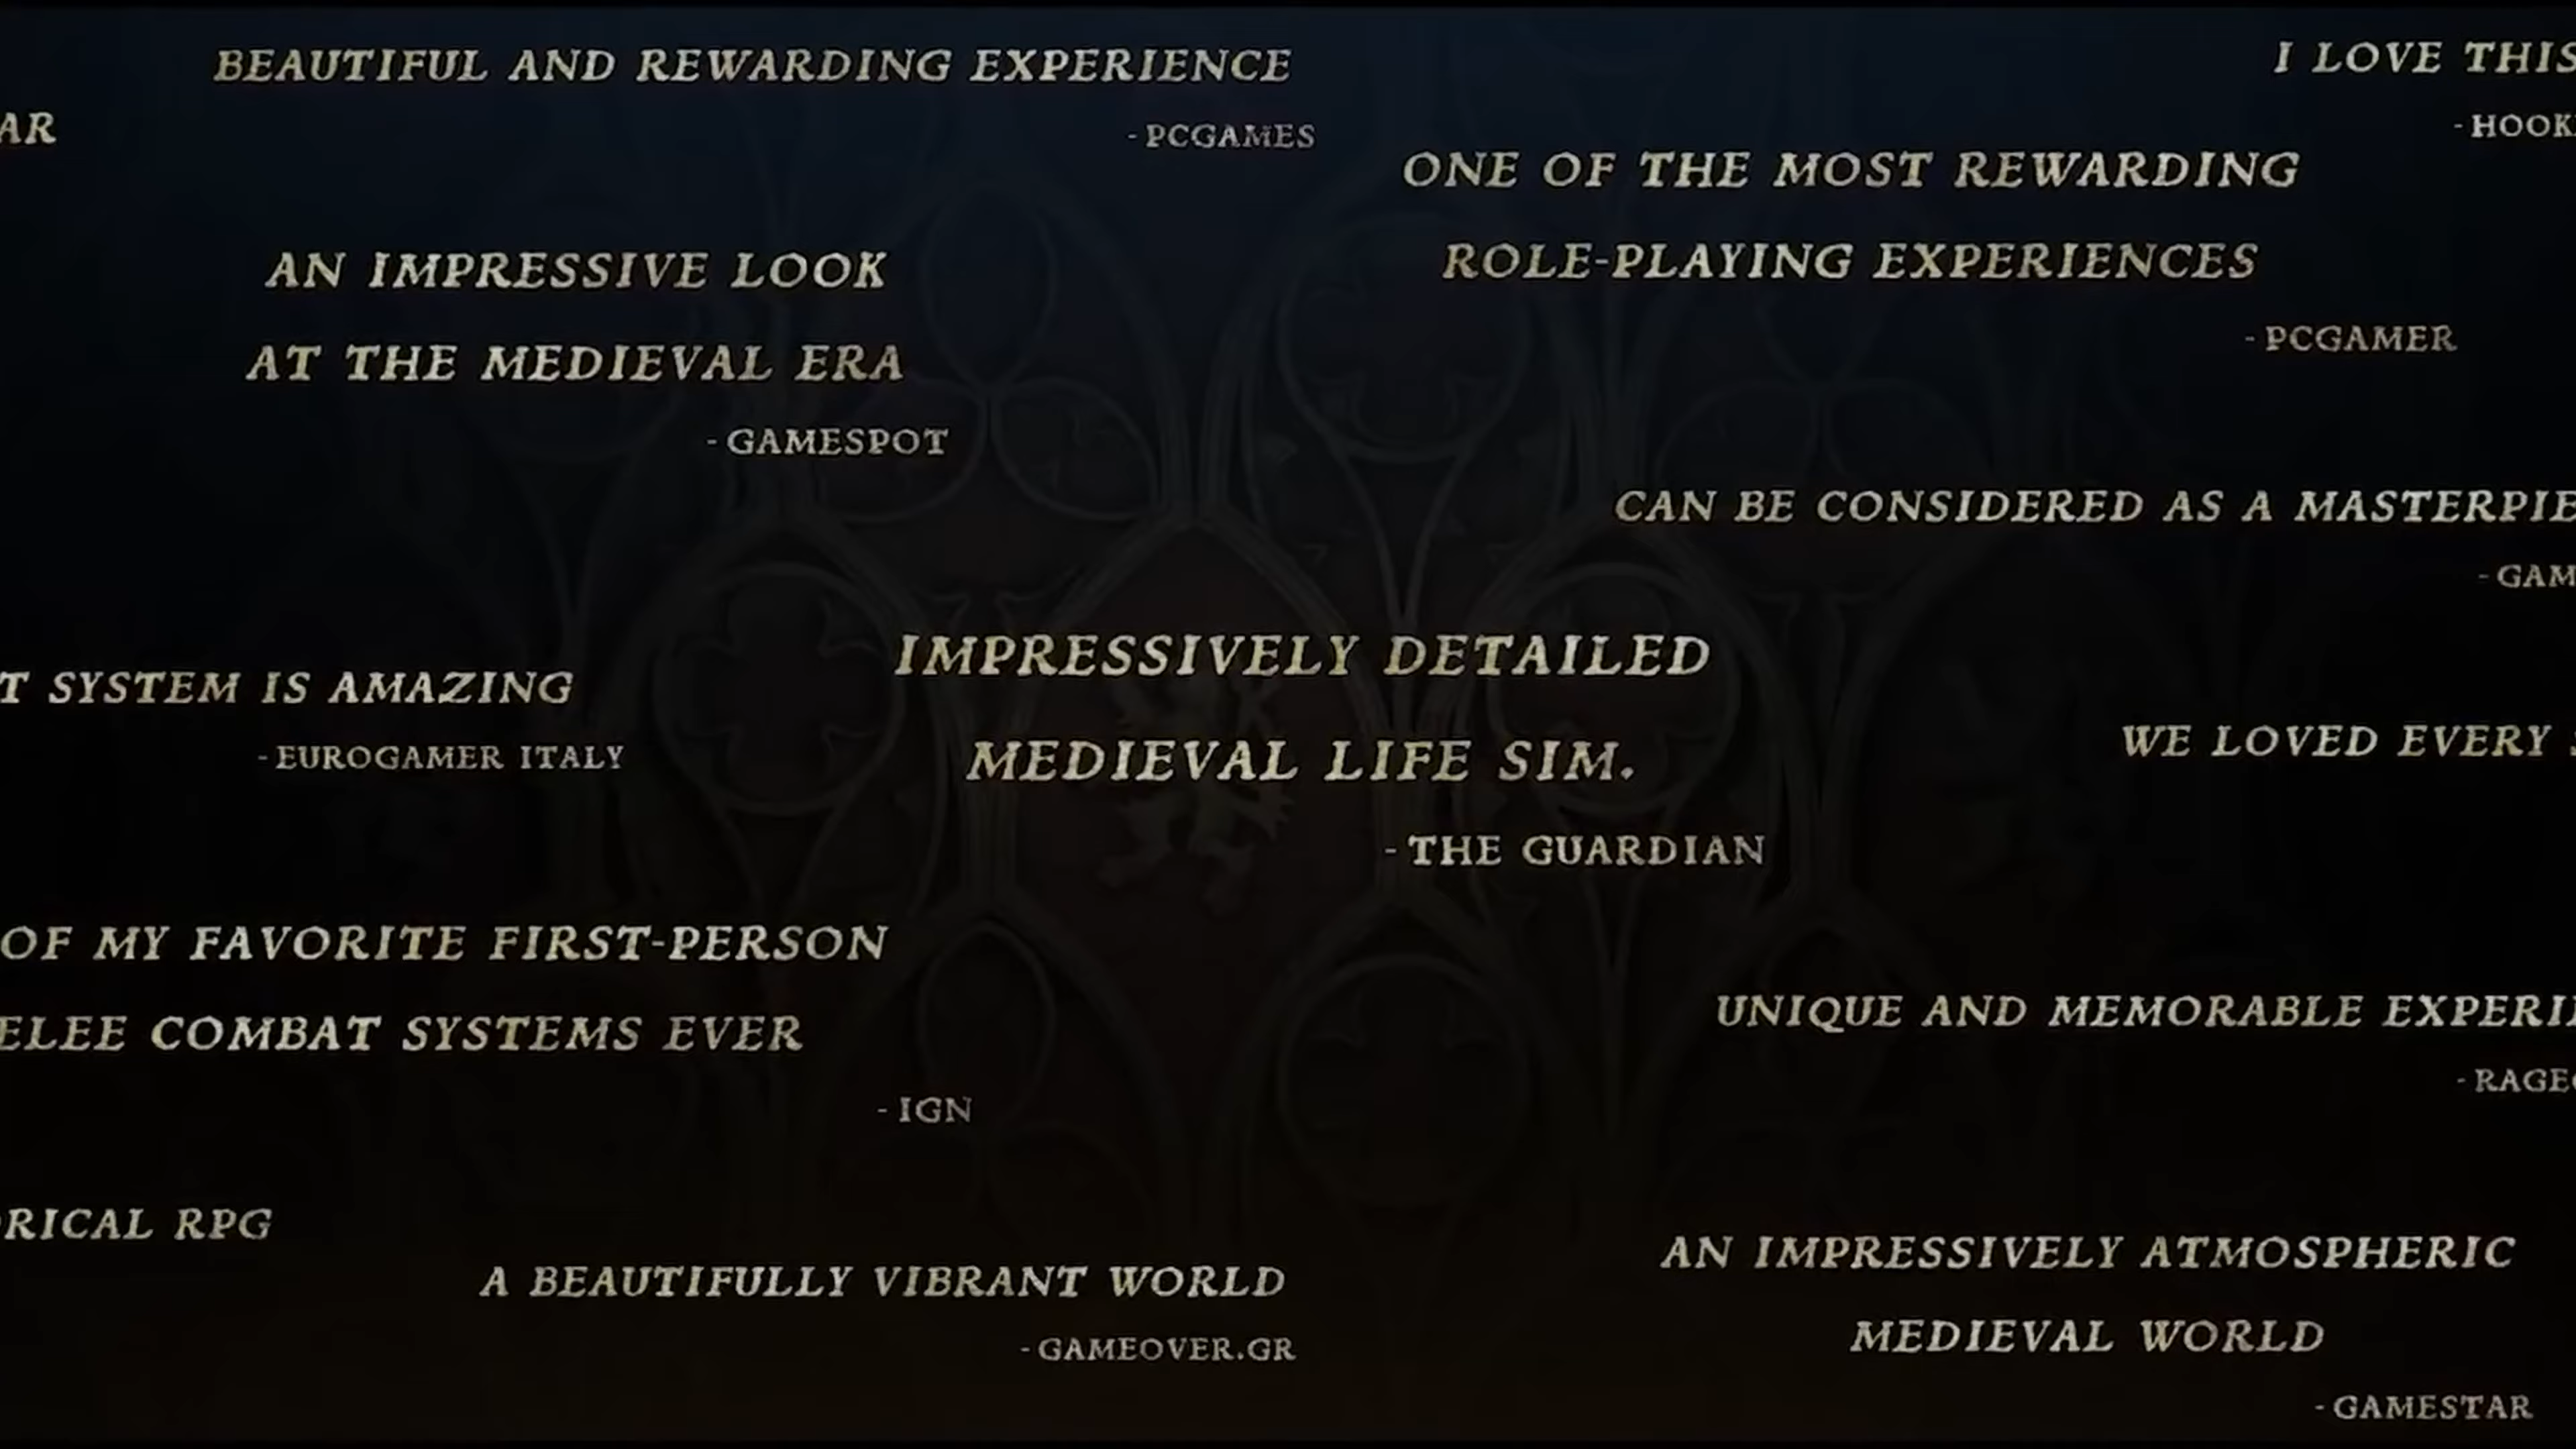 BEAUTIFUL AND REWARDING EXPERIENCE
- PCGAMES
I LOVE THIS
- HOOK
AR
ONE OF THE MOST REWARDING
ROLE-PLAYING EXPERIENCES
- PCGAMER
AN IMPRESSIVE LOOK
AT THE MEDIEVAL ERA
- GAMESPOT
CAN BE CONSIDERED AS A MASTERPIE
- GAM
IMPRESSIVELY DETAILED
MEDIEVAL LIFE SIM.
- THE GUARDIAN
T SYSTEM IS AMAZING
- EUROGAMER ITALY
WE LOVED EVERY
OF MY FAVORITE FIRST-PERSON
ELEE COMBAT SYSTEMS EVER
- IGN
UNIQUE AND MEMORABLE EXPERI
- RAGE
ORICAL RPG
A BEAUTIFULLY VIBRANT WORLD
- GAMEOVER.GR
AN IMPRESSIVELY ATMOSPHERIC
MEDIEVAL WORLD
- GAMESTAR